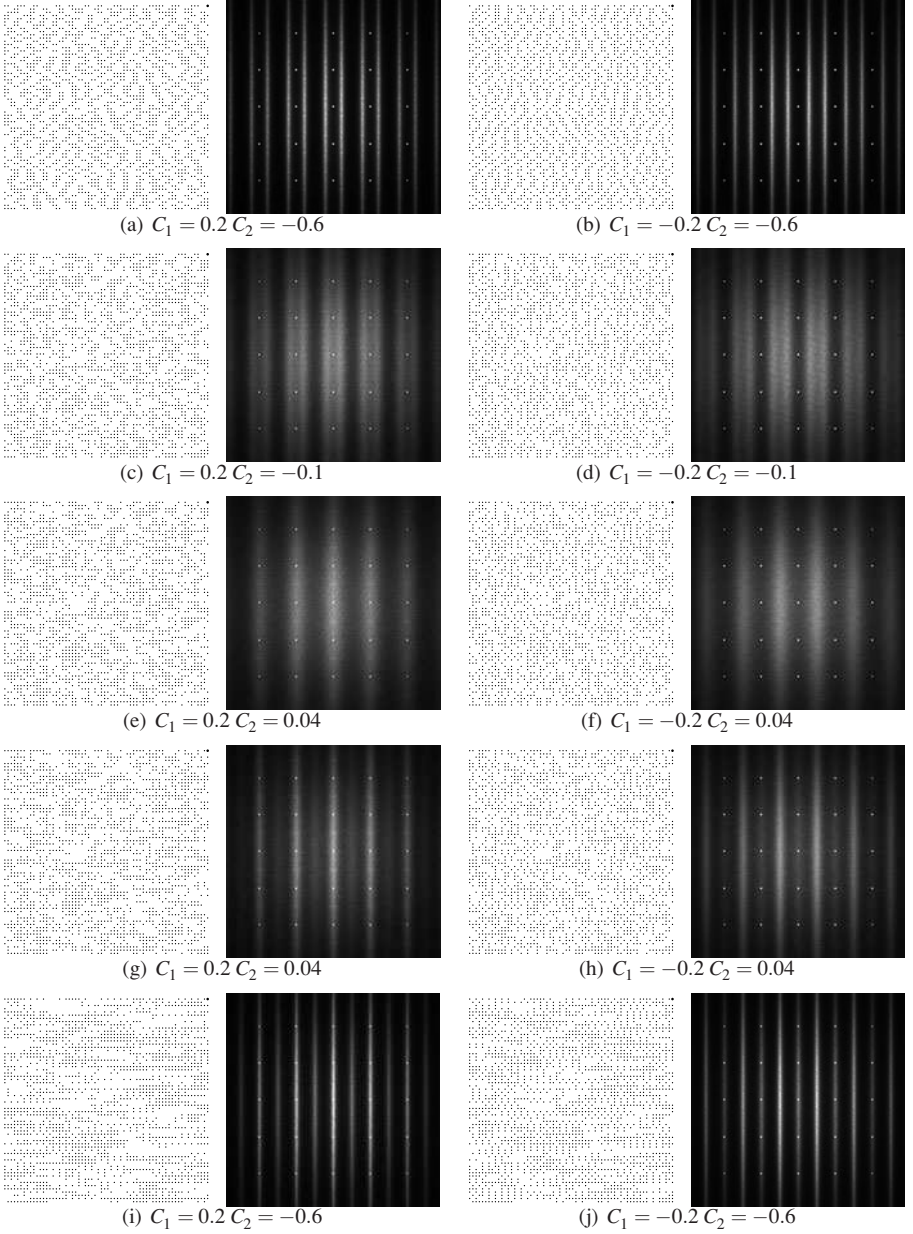 (a) C₁ = 0.2 C₂ = −0.6
(b) C₁ = −0.2 C₂ = −0.6
(c) C₁ = 0.2 C₂ = −0.1
(d) C₁ = −0.2 C₂ = −0.1
(e) C₁ = 0.2 C₂ = 0.04
(f) C₁ = −0.2 C₂ = 0.04
(g) C₁ = 0.2 C₂ = 0.04
(h) C₁ = −0.2 C₂ = 0.04
(i) C₁ = 0.2 C₂ = −0.6
(j) C₁ = −0.2 C₂ = −0.6